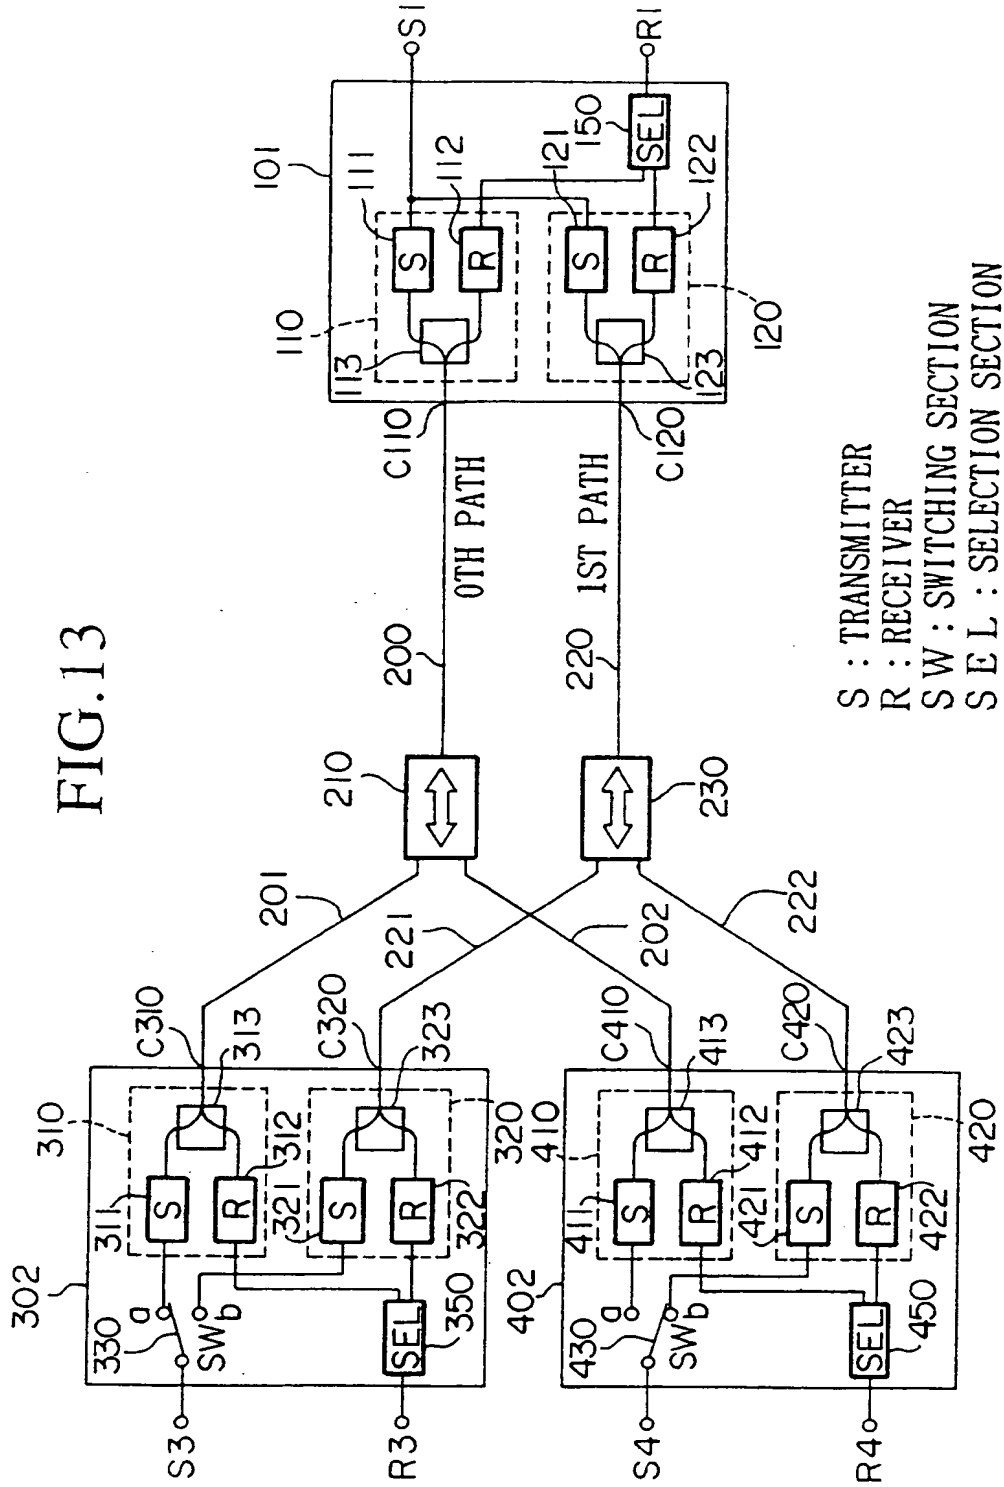 FIG.13
302
S3
R3
330
a
SW
b
310
311
S
312
R
313
C310
320
321
S
322
R
323
C320
SEL
350
402
S4
R4
430
a
SW
b
410
411
S
412
R
413
C410
420
421
S
422
R
423
C420
SEL
450
201
221
202
222
210
230
200
0TH PATH
220
1ST PATH
101
C110
110
111
S
112
R
113
C120
120
121
S
122
R
123
150
SEL
S1
R1
S : TRANSMITTER
R : RECEIVER
SW : SWITCHING SECTION
SEL : SELECTION SECTION